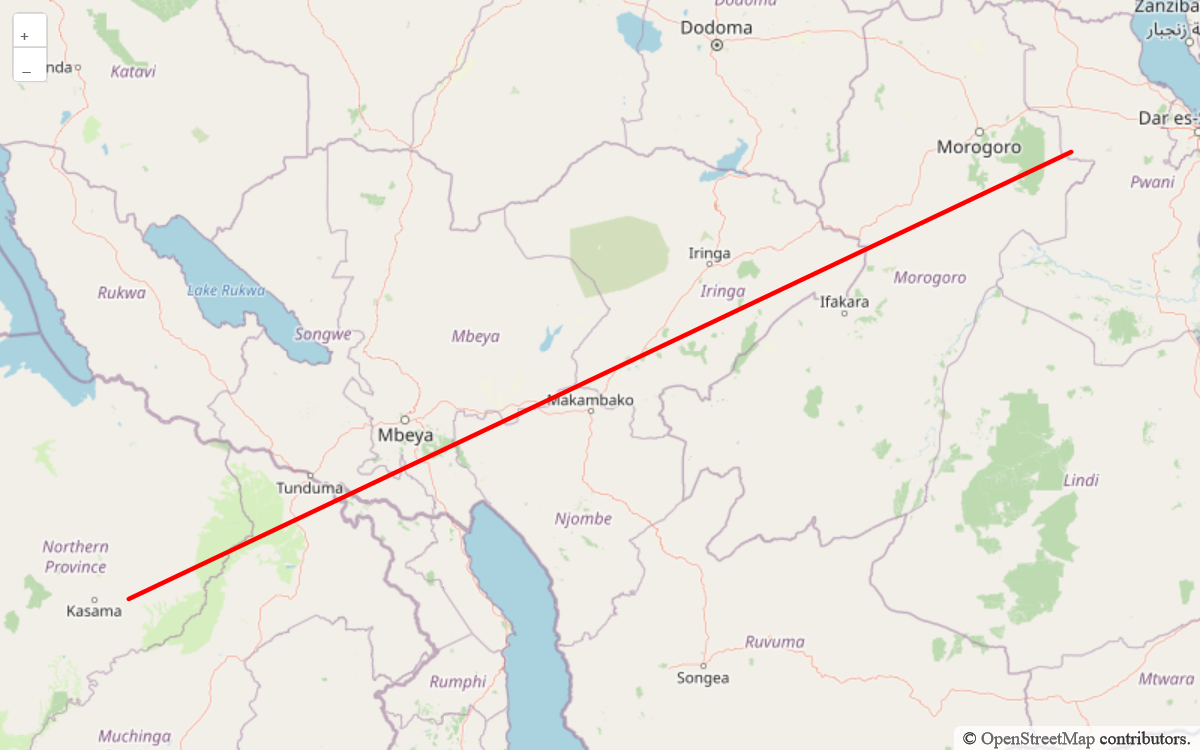 Dodoma
Zanziba
زنجبار
Dodoma
+
–
nda
Katavi
Dar es-S
Morogoro
Pwani
Iringa
Morogoro
Iringa
Rukwa
Lake Rukwa
Ifakara
Songwe
Mbeya
Makambako
Mbeya
Tunduma
Lindi
Njombe
Northern
Province
Kasama
Ruvuma
Songea
Rumphi
Mtwara
Muchinga
© OpenStreetMap contributors.